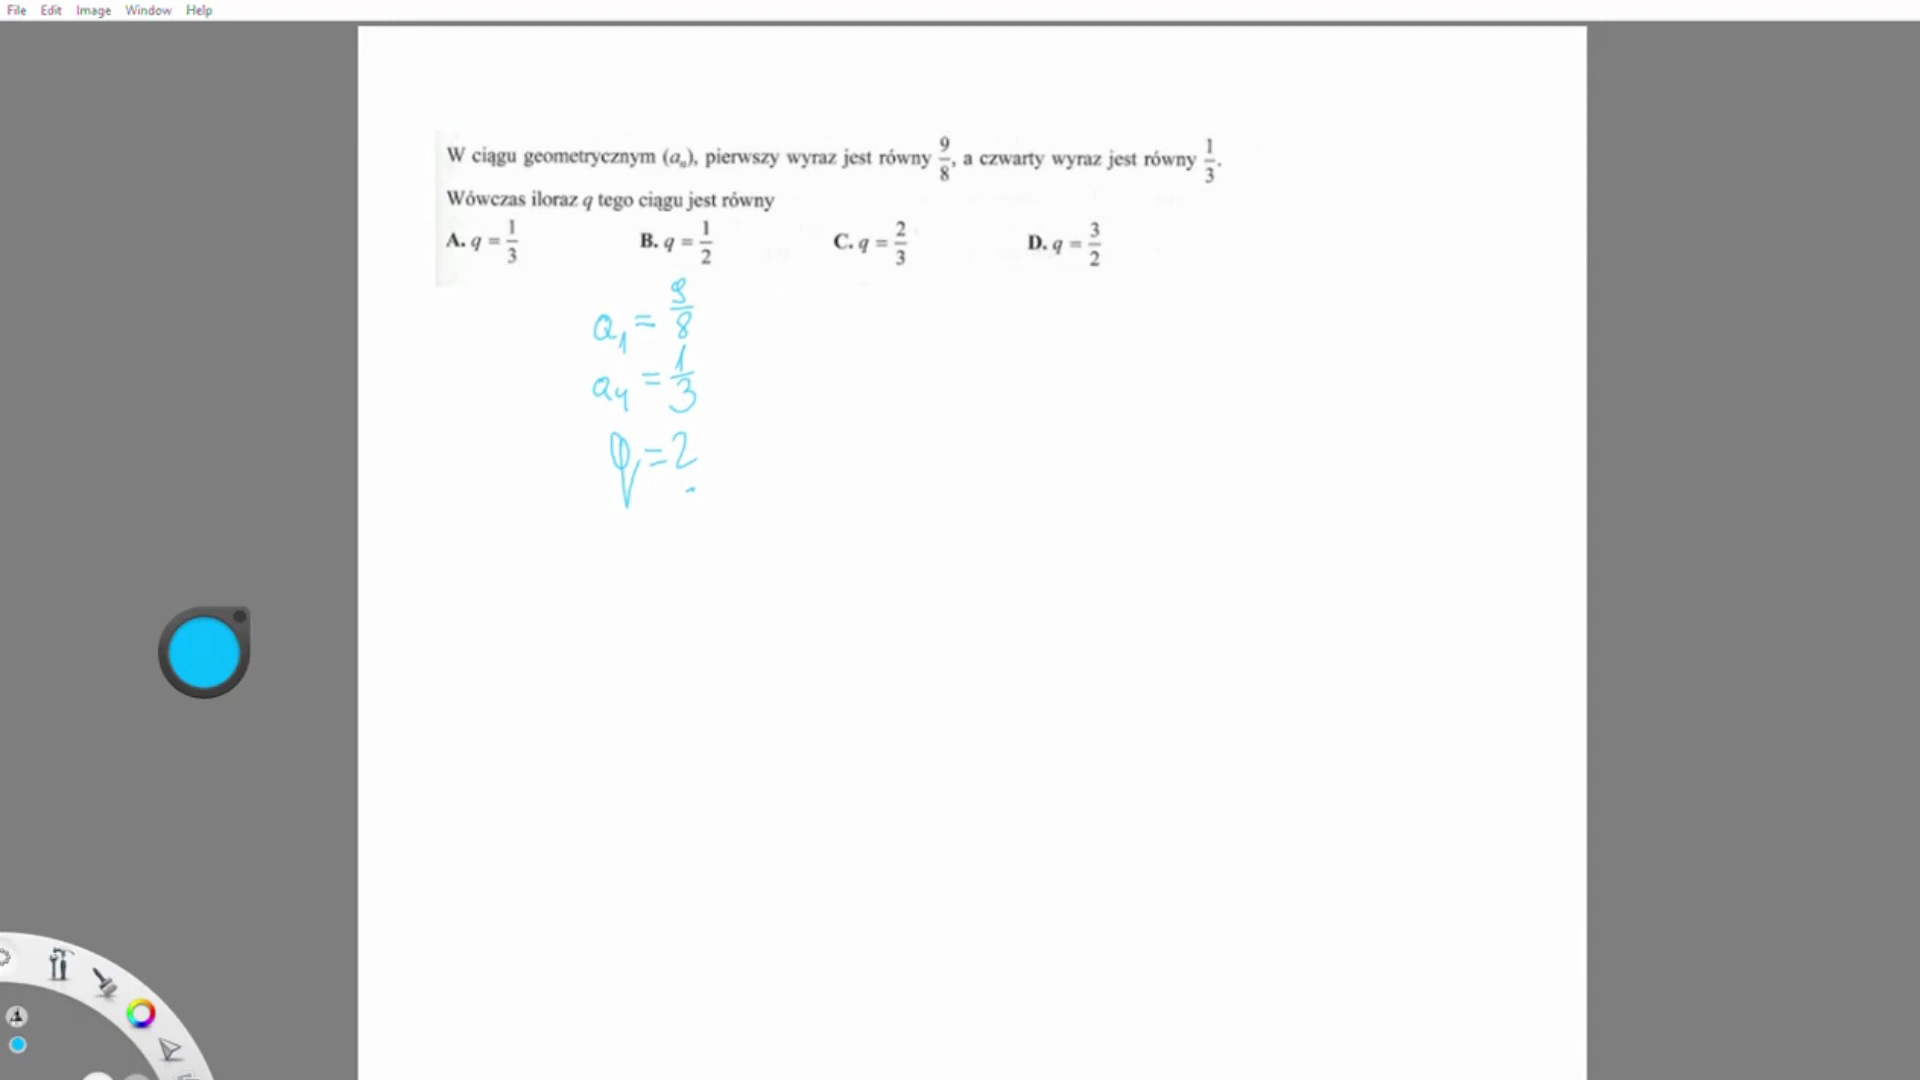 File Edit Image Window Help
W ciągu geometrycznym (aₙ), pierwszy wyraz jest równy 9/8, a czwarty wyraz jest równy 1/3.
Wówczas iloraz q tego ciągu jest równy
A. q = 1/3 B. q = 1/2 C. q = 2/3 D. q = 3/2
a₁ = 9/8
a₄ = 1/3
q = 2